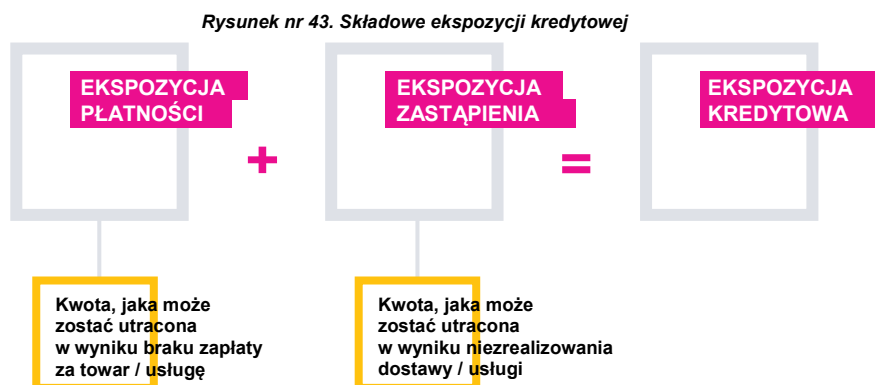 Rysunek nr 43. Składowe ekspozycji kredytowej
EKSPOZYCJA
PŁATNOŚCI
+
EKSPOZYCJA
ZASTĄPIENIA
=
EKSPOZYCJA
KREDYTOWA
Kwota, jaka może
zostać utracona
w wyniku braku zapłaty
za towar / usługę
Kwota, jaka może
zostać utracona
w wyniku niezrealizowania
dostawy / usługi